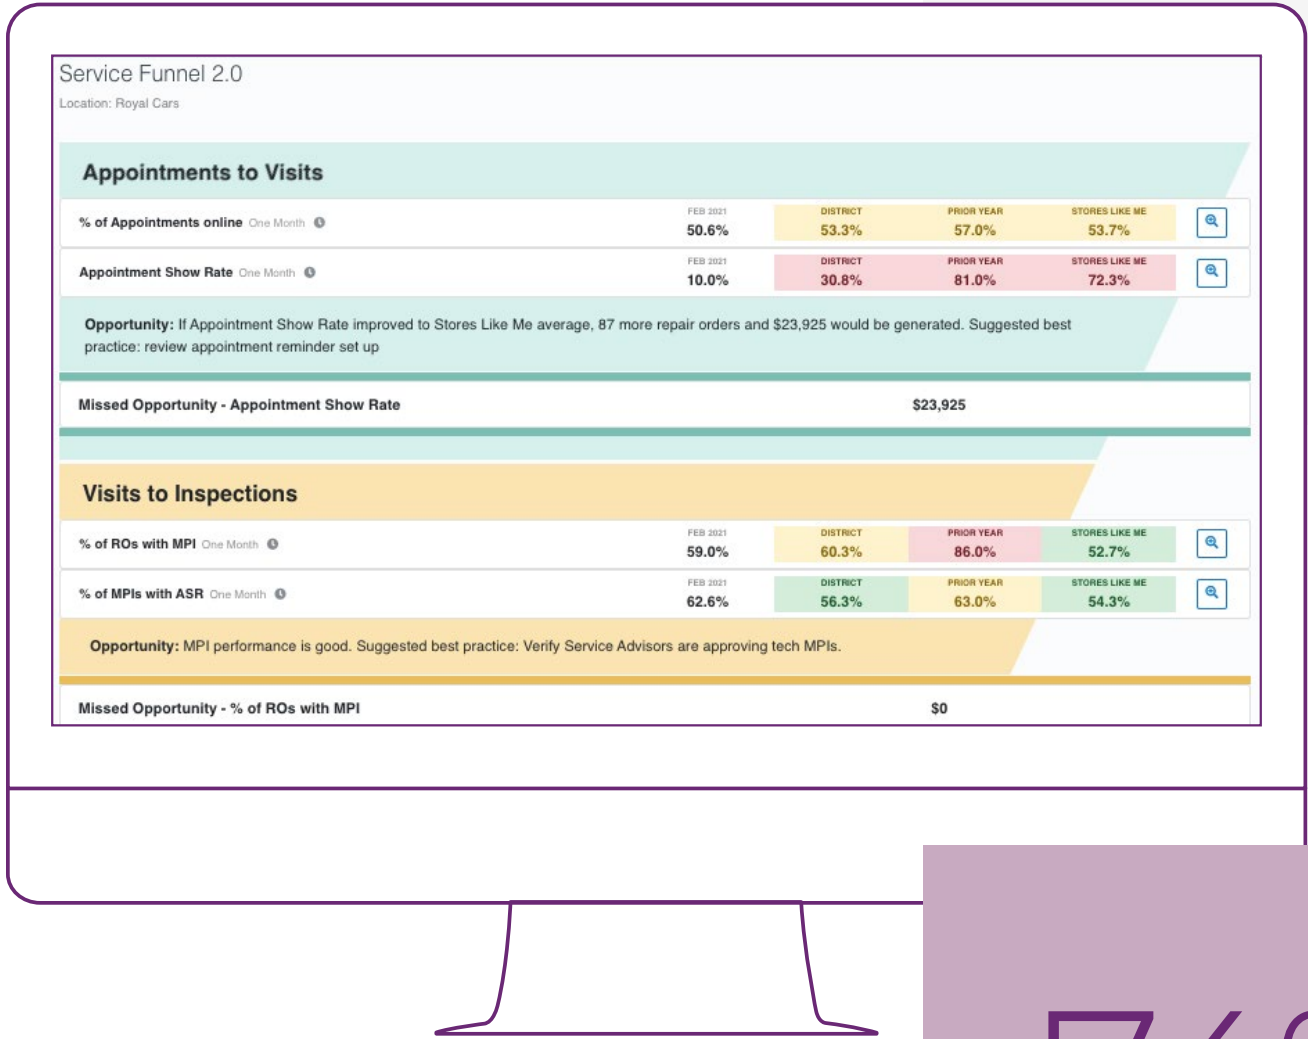 Service Funnel 2.0
Location: Royal Cars
Appointments to Visits
% of Appointments online One Month FEB 2021 DISTRICT PRIOR YEAR STORES LIKE ME
50.6% 53.3% 57.0% 53.7%
Appointment Show Rate One Month FEB 2021 DISTRICT PRIOR YEAR STORES LIKE ME
10.0% 30.8% 81.0% 72.3%
Opportunity: If Appointment Show Rate improved to Stores Like Me average, 87 more repair orders and $23,925 would be generated. Suggested best
practice: review appointment reminder set up
Missed Opportunity - Appointment Show Rate $23,925
Visits to Inspections
% of ROs with MPI One Month FEB 2021 DISTRICT PRIOR YEAR STORES LIKE ME
59.0% 60.3% 86.0% 52.7%
% of MPIs with ASR One Month FEB 2021 DISTRICT PRIOR YEAR STORES LIKE ME
62.6% 56.3% 63.0% 54.3%
Opportunity: MPI performance is good. Suggested best practice: Verify Service Advisors are approving tech MPIs.
Missed Opportunity - % of ROs with MPI $0